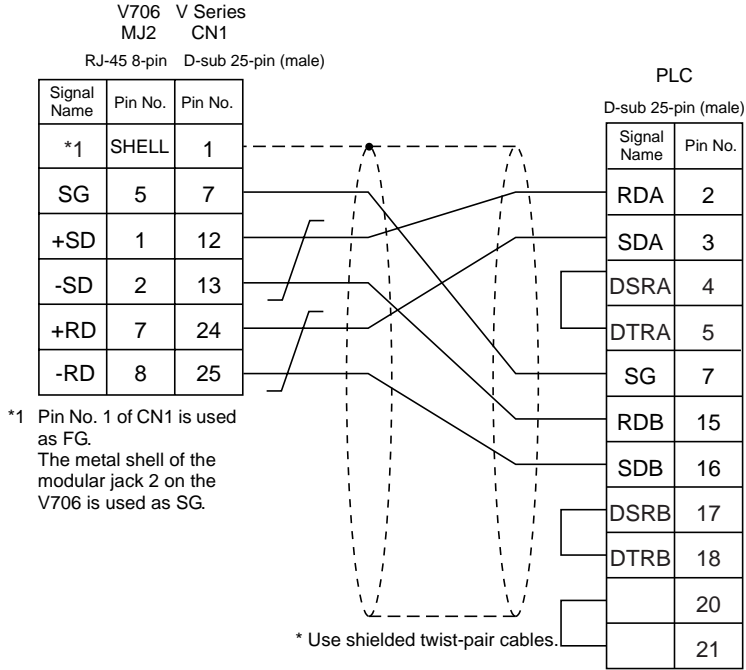 V706 V Series
MJ2 CN1
RJ-45 8-pin D-sub 25-pin (male)
Signal Name Pin No. Pin No.
*1 SHELL 1
SG 5 7
+SD 1 12
-SD 2 13
+RD 7 24
-RD 8 25
*1 Pin No. 1 of CN1 is used
as FG.
The metal shell of the
modular jack 2 on the
V706 is used as SG.
PLC
D-sub 25-pin (male)
Signal Name Pin No.
RDA 2
SDA 3
DSRA 4
DTRA 5
SG 7
RDB 15
SDB 16
DSRB 17
DTRB 18
20
21
* Use shielded twist-pair cables.